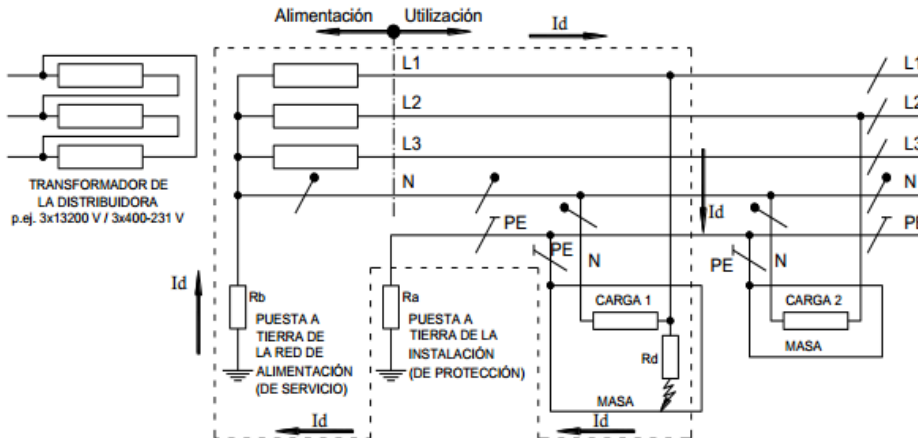 Alimentación
Utilización
Id
L1
L1
L2
L2
L3
L3
TRANSFORMADOR DE
LA DISTRIBUIDORA
p.ej. 3x13200 V / 3x400-231 V
N
N
Id
PE
PE
PE
N
PE
N
Id
Rb
PUESTA A
TIERRA DE
LA RED DE
ALIMENTACIÓN
(DE SERVICIO)
Ra
PUESTA A
TIERRA DE LA
INSTALACIÓN
(DE PROTECCIÓN)
CARGA 1
Rd
MASA
CARGA 2
MASA
Id
Id